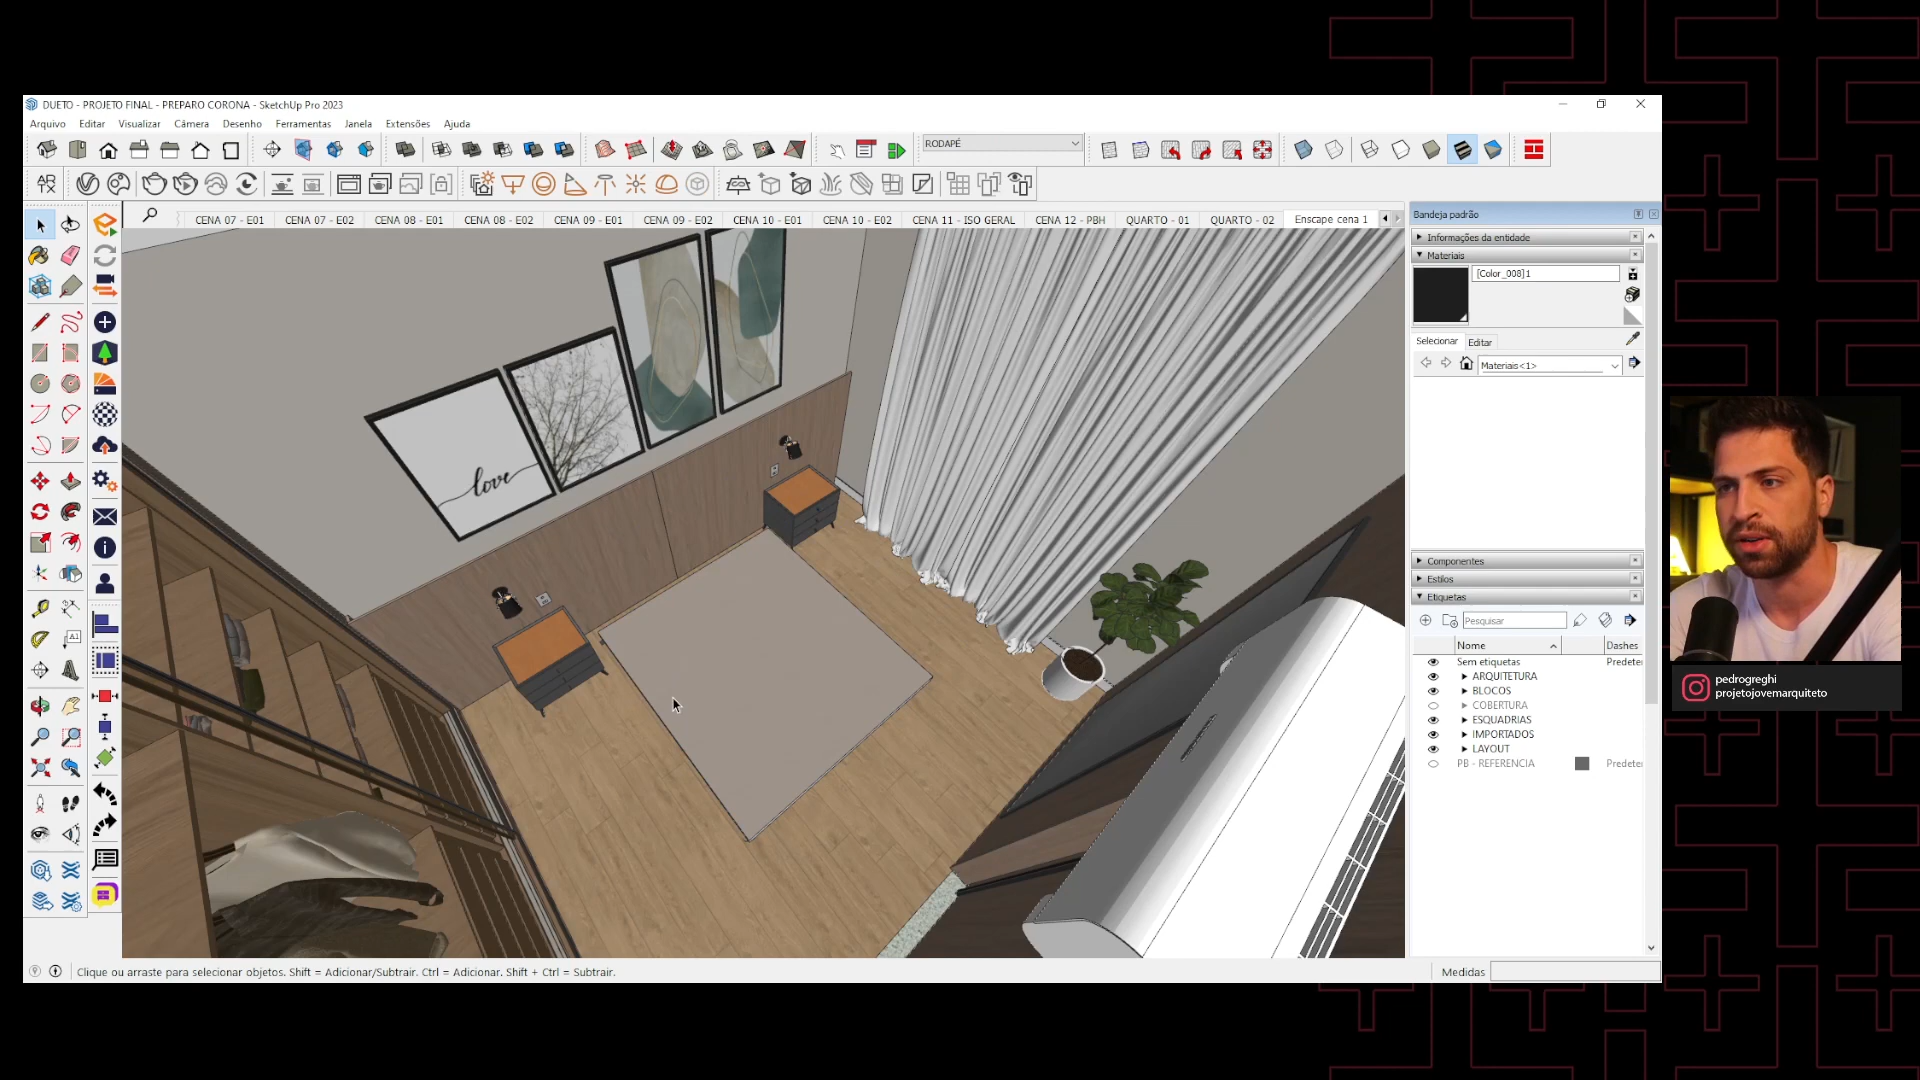 DUETO - PROJETO FINAL - PREPARO CORONA - SketchUp Pro 2023
Arquivo Editar Visualizar Câmera Desenho Ferramentas Janela Extensões Ajuda
RODAPÉ
CENA 07 - E01 CENA 07 - E02 CENA 08 - E01 CENA 08 - E02 CENA 09 - E01 CENA 09 - E02 CENA 10 - E01 CENA 10 - E02 CENA 11 - ISO GERAL CENA 12 - PBH QUARTO - 01 QUARTO - 02 Enscape cena 1
Bandeja padrão
Informações da entidade
Materiais
[Color_008]1
Selecionar Editar
Materiais<1>
love
Componentes
Estilos
Etiquetas
Pesquisar
Nome Dashes
Sem etiquetas Predeter
ARQUITETURA
BLOCOS
COBERTURA
ESQUADRIAS
IMPORTADOS
LAYOUT
PB - REFERENCIA Predeter
pedrogreghi
projetojovemarquiteto
Clique ou arraste para selecionar objetos. Shift = Adicionar/Subtrair. Ctrl = Adicionar. Shift + Ctrl = Subtrair.
Medidas